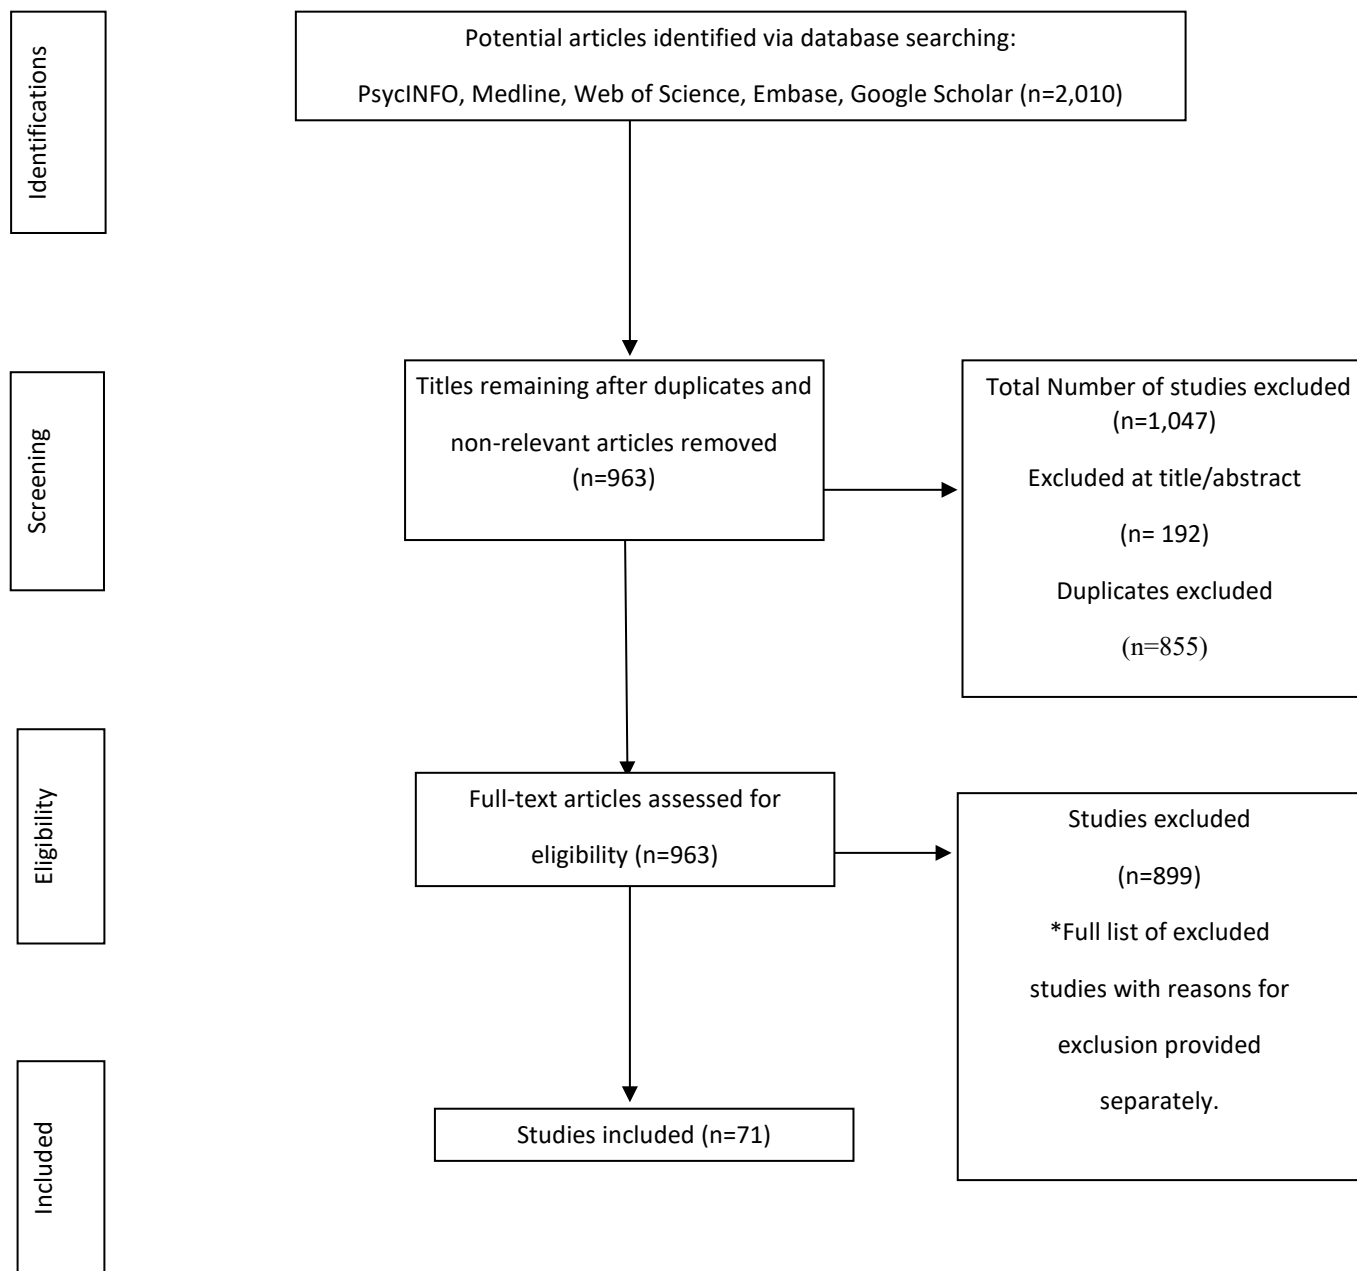 Identifications
Potential articles identified via database searching:
PsycINFO, Medline, Web of Science, Embase, Google Scholar (n=2,010)
Screening
Titles remaining after duplicates and
non-relevant articles removed
(n=963)
Total Number of studies excluded
(n=1,047)
Excluded at title/abstract
(n= 192)
Duplicates excluded
(n=855)
Eligibility
Full-text articles assessed for
eligibility (n=963)
Studies excluded
(n=899)
*Full list of excluded
studies with reasons for
exclusion provided
separately.
Included
Studies included (n=71)